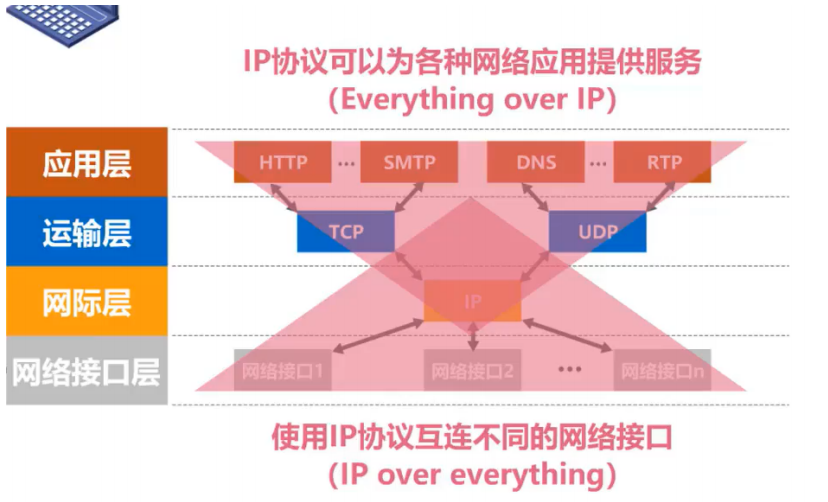 IP协议可以为各种网络应用提供服务
(Everything over IP)
应用层
HTTP ··· SMTP DNS ··· RTP
运输层
TCP UDP
网际层
IP
网络接口层
网络接口1 网络接口2 ··· 网络接口n
使用IP协议互连不同的网络接口
(IP over everything)